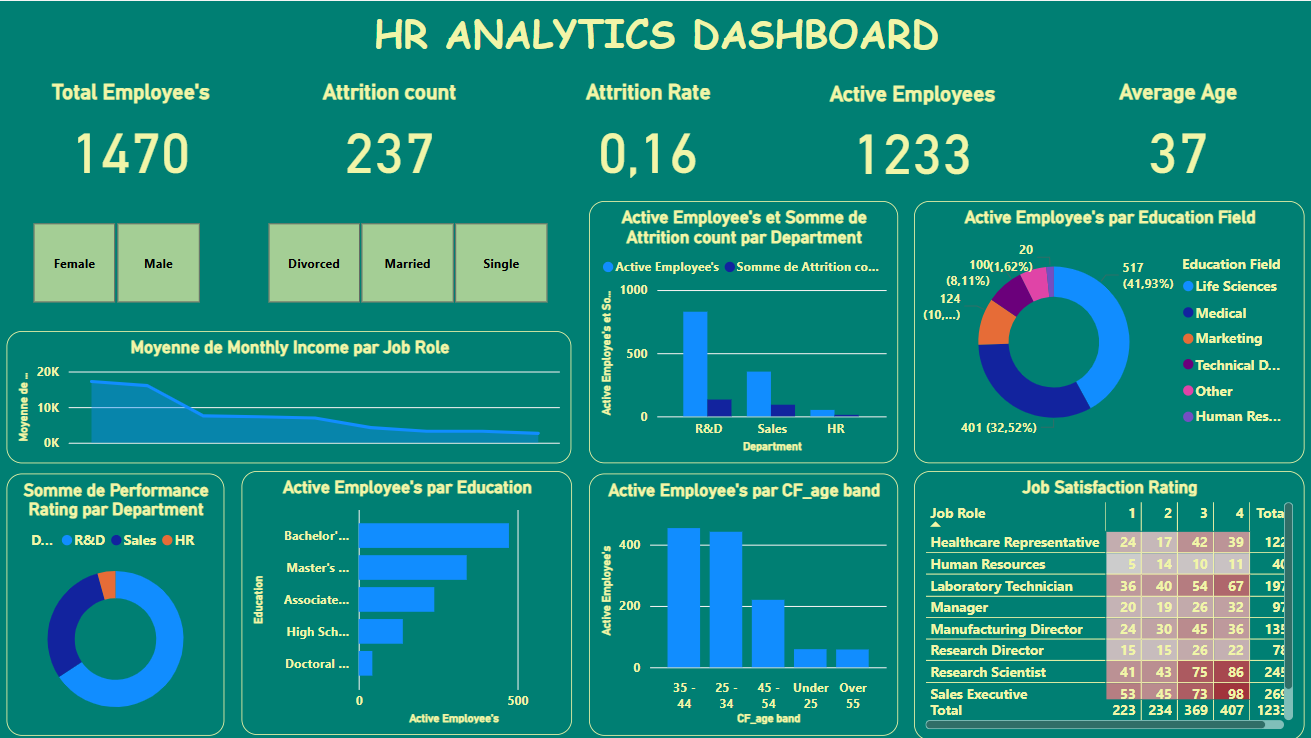 HR ANALYTICS DASHBOARD
Total Employee's
Attrition count
Attrition Rate
Active Employees
Average Age
1470
237
0,16
1233
37
Female
Male
Divorced
Married
Single
Active Employee's et Somme de
Attrition count par Department
Active Employee's
Somme de Attrition co...
Active Employee's et So...
1000
500
0
R&D
Sales
HR
Department
Active Employee's par Education Field
20
(1,62%)
100
(8,11%)
124
(10,...)
517
(41,93%)
401 (32,52%)
Education Field
Life Sciences
Medical
Marketing
Technical D...
Other
Human Res...
Moyenne de Monthly Income par Job Role
Moyenne de ...
20K
10K
0K
Somme de Performance
Rating par Department
D...
R&D
Sales
HR
Active Employee's par Education
Education
Bachelor'...
Master's ...
Associate...
High Sch...
Doctoral ...
0
500
Active Employee's
Active Employee's par CF_age band
Active Employee's
400
200
0
35 -
44
25 -
34
45 -
54
Under
25
Over
55
CF_age band
Job Satisfaction Rating
Job Role 1 2 3 4 Tota
Healthcare Representative 24 17 42 39 122
Human Resources 5 14 10 11 40
Laboratory Technician 36 40 54 67 197
Manager 20 19 26 32 97
Manufacturing Director 24 30 45 36 135
Research Director 15 15 26 22 78
Research Scientist 41 43 75 86 245
Sales Executive 53 45 73 98 269
Total 223 234 369 407 1233